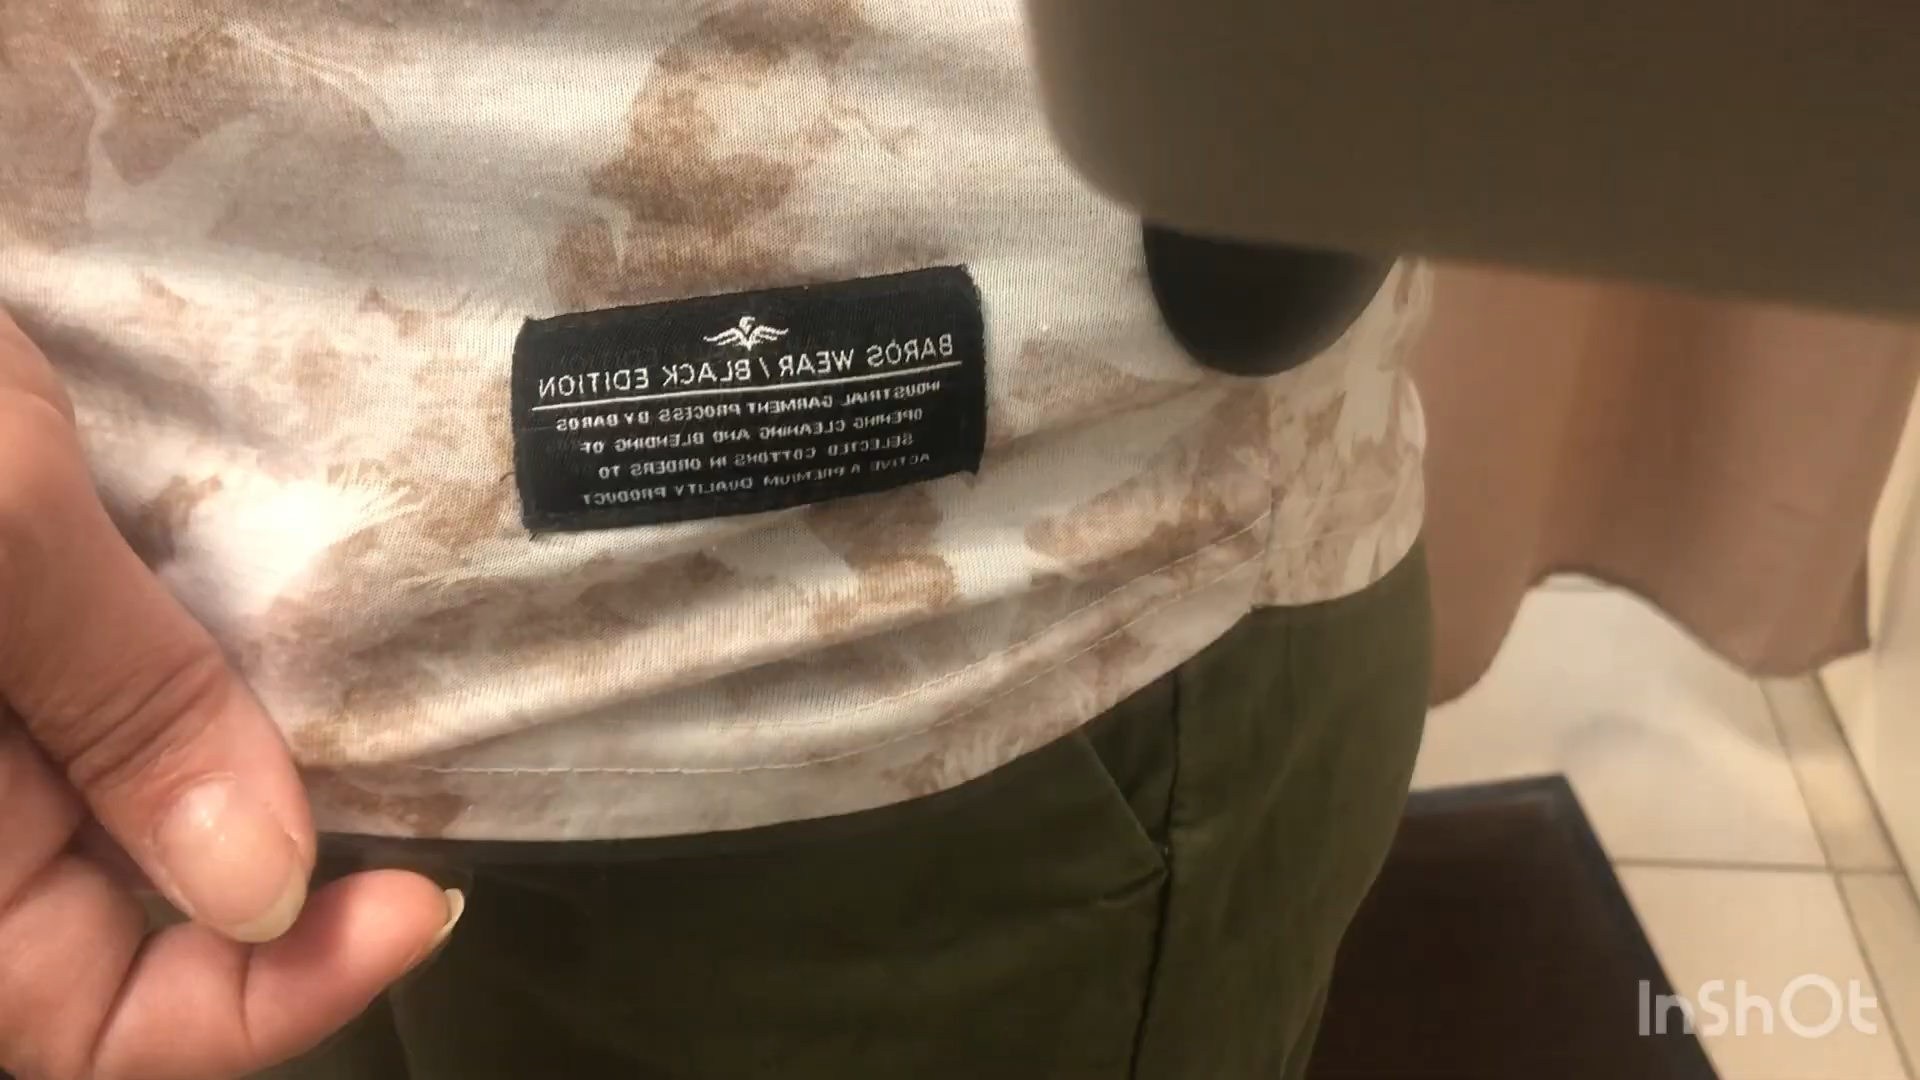 BAROS WEAR / BLACK EDITION
INDUSTRIAL GARMENT PROCESS BY BAROS
OPENING CLEANING AND BLENDING OF
SELECTED COTTONS IN ORDERS TO
ACTIVE A PREMIUM QUALITY PRODUCT
InShOt